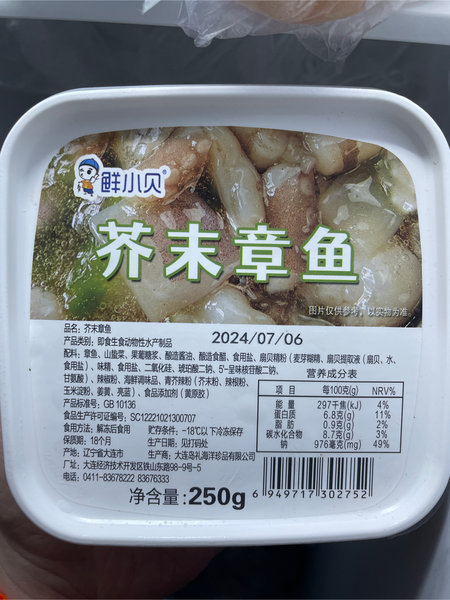 鲜小贝®
芥末章鱼
图片仅供参考，以实物为准
品名：芥末章鱼
产品类别：即食生食动物性水产制品
2024/07/06
配料：章鱼、山蛰菜、果葡糖浆、酿造酱油、酿造食醋、食用盐、扇贝精粉（麦芽糊精、扇贝提取液（扇贝、水、
食用盐）、味精、食用盐、二氧化硅、琥珀酸二钠、5'-呈味核苷酸二钠、
甘氨酸）、辣椒粉、海鲜调味品、青芥辣粉（芥末粉、辣根粉、
玉米淀粉、姜黄、亮蓝）、食品添加剂（黄原胶）
产品标准号：GB 10136
食品生产许可证编号：SC12221021300707
食用方法：解冻后食用 贮存方法：-18℃以下冷冻保存
保质期：18个月 生产日期：见打码处
产地：辽宁省大连市 生产商：大连岛礼海洋珍品有限公司
厂址：大连经济技术开发区铁山东路98-9号-5
电话：0411-83678222 83676333
营养成分表
项目 每100克(g) NRV%
能量 297千焦(kJ) 4%
蛋白质 6.8克(g) 11%
脂肪 0.9克(g) 2%
碳水化合物 8.7克(g) 3%
钠 976毫克(mg) 49%
净含量：250g
6 949717 302752